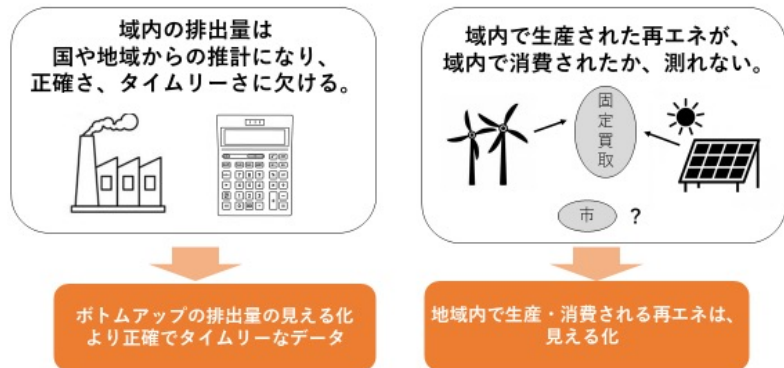 域内の排出量は
国や地域からの推計になり、
正確さ、タイムリーさに欠ける。
ボトムアップの排出量の見える化
より正確でタイムリーなデータ
域内で生産された再エネが、
域内で消費されたか、測れない。
固定買取
市 ?
地域内で生産・消費される再エネは、
見える化